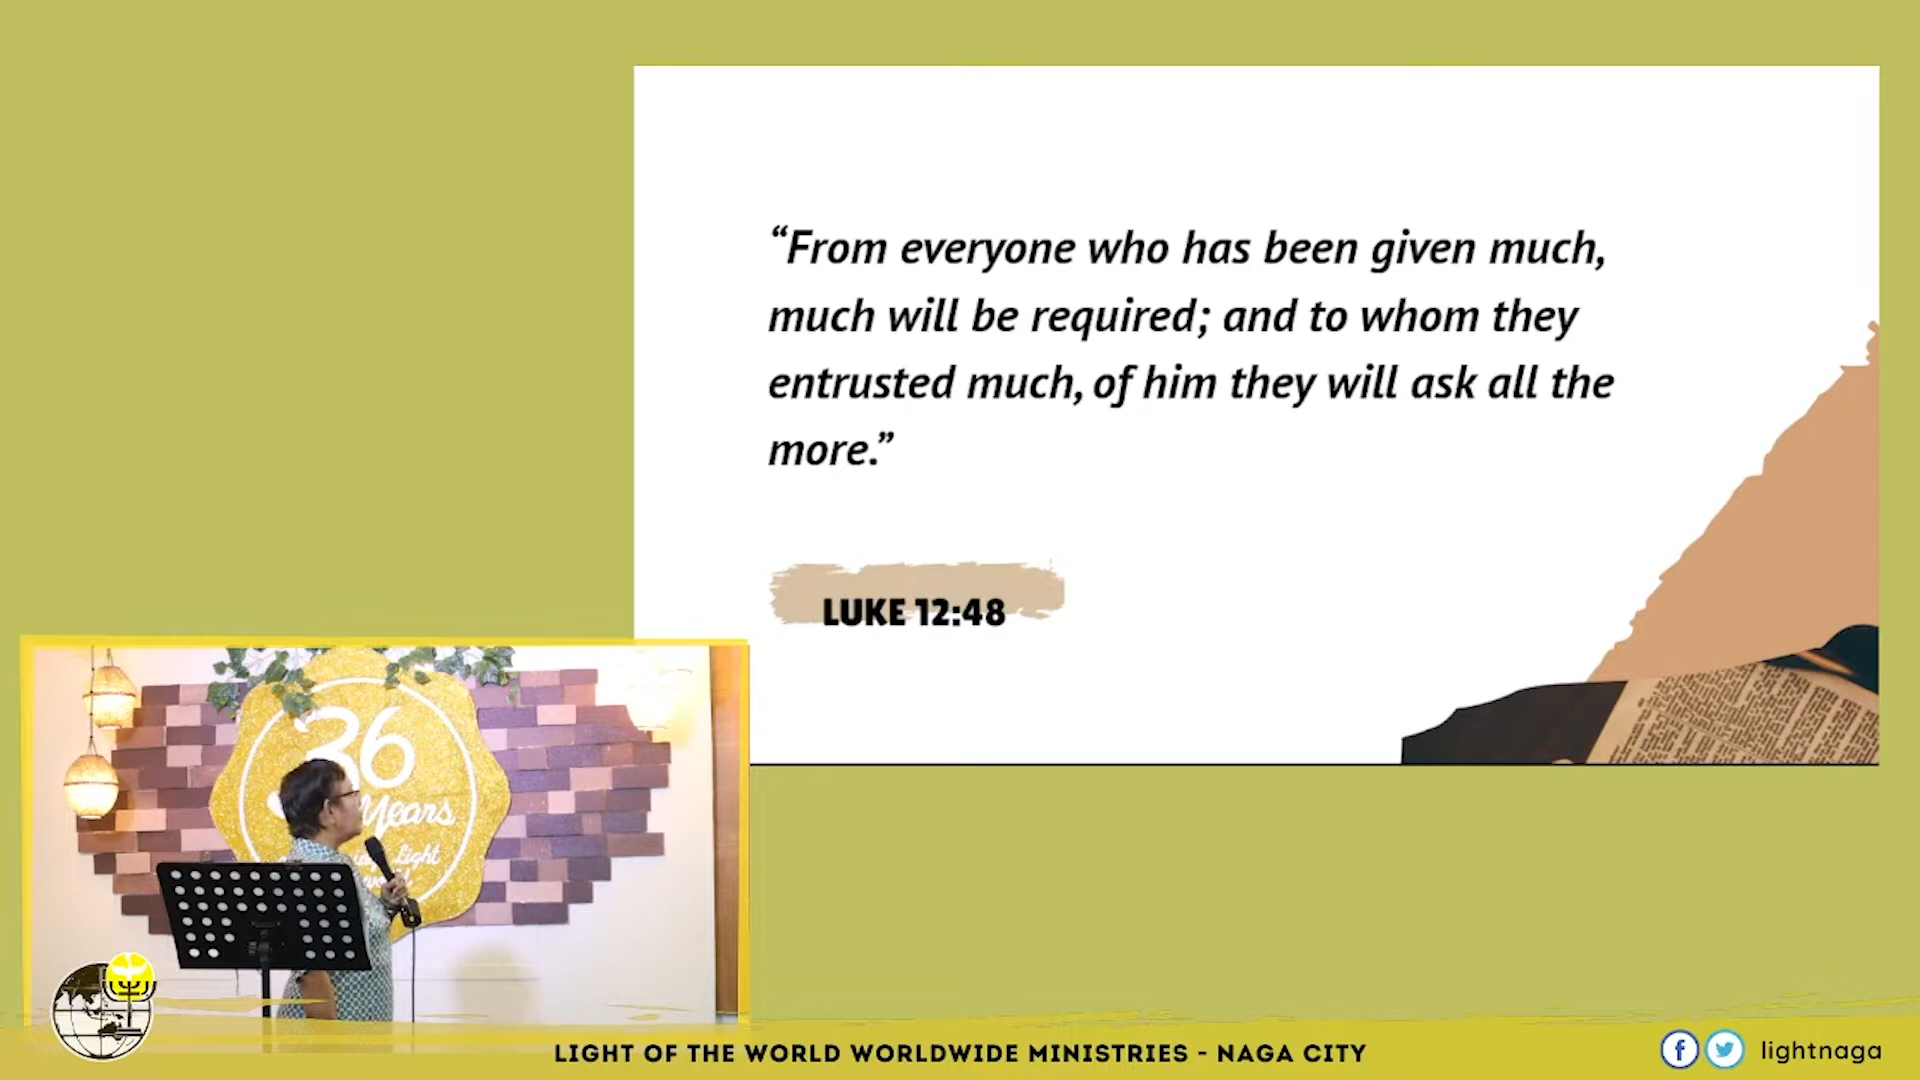 “From everyone who has been given much,
much will be required; and to whom they
entrusted much, of him they will ask all the
more.”
LUKE 12:48
36
Years
Light
LIGHT OF THE WORLD WORLDWIDE MINISTRIES - NAGA CITY
lightnaga